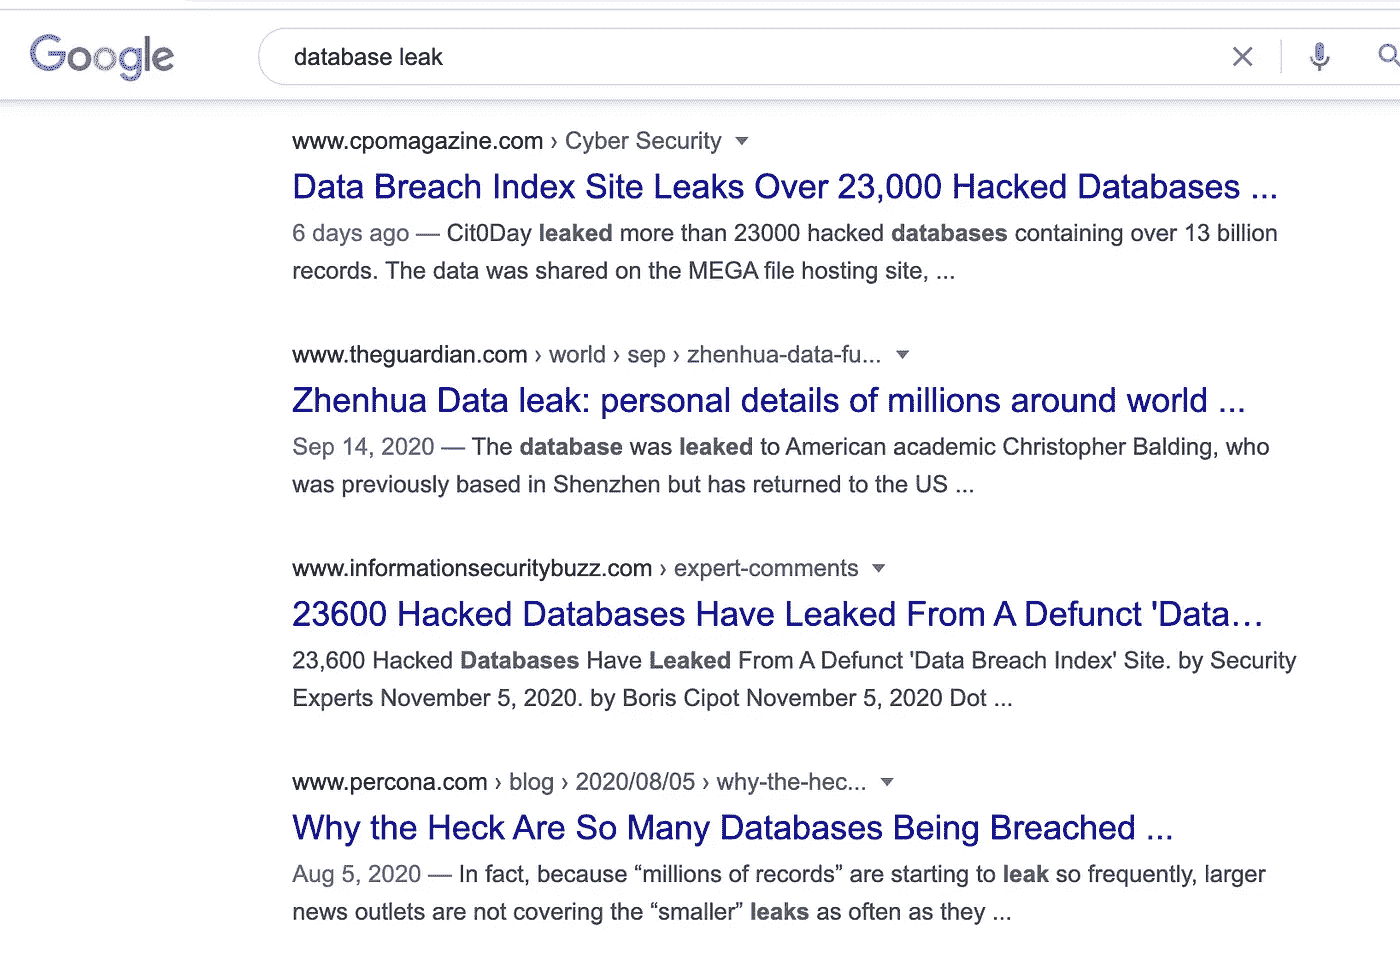 Google
database leak
www.cpomagazine.com › Cyber Security
Data Breach Index Site Leaks Over 23,000 Hacked Databases ...
6 days ago — Cit0Day leaked more than 23000 hacked databases containing over 13 billion
records. The data was shared on the MEGA file hosting site, ...
www.theguardian.com › world › sep › zhenhua-data-fu...
Zhenhua Data leak: personal details of millions around world ...
Sep 14, 2020 — The database was leaked to American academic Christopher Balding, who
was previously based in Shenzhen but has returned to the US ...
www.informationsecuritybuzz.com › expert-comments
23600 Hacked Databases Have Leaked From A Defunct 'Data...
23,600 Hacked Databases Have Leaked From A Defunct 'Data Breach Index' Site. by Security
Experts November 5, 2020. by Boris Cipot November 5, 2020 Dot ...
www.percona.com › blog › 2020/08/05 › why-the-hec...
Why the Heck Are So Many Databases Being Breached ...
Aug 5, 2020 — In fact, because “millions of records” are starting to leak so frequently, larger
news outlets are not covering the “smaller” leaks as often as they ...